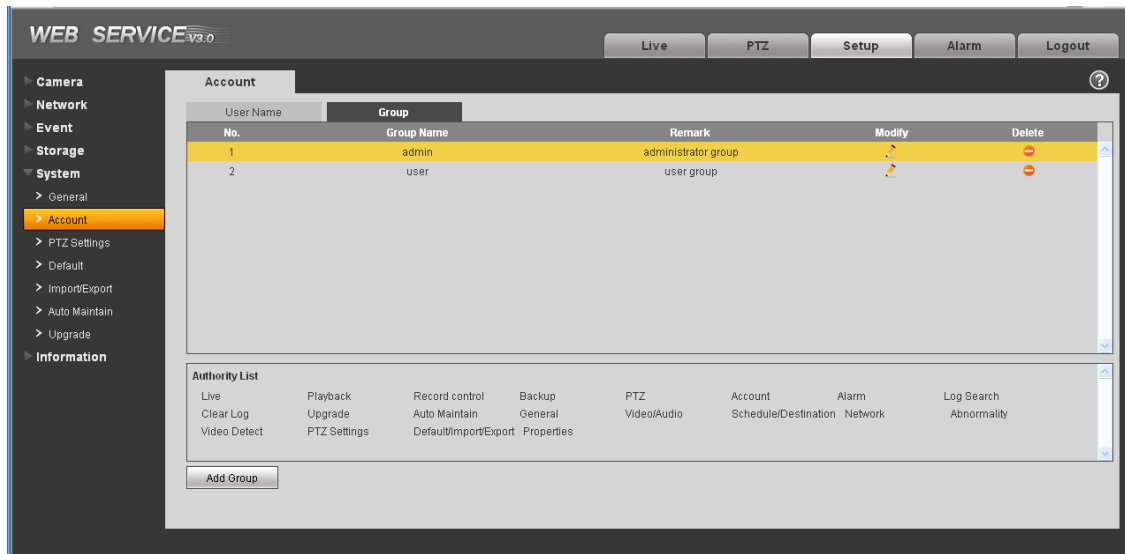 WEB SERVICE V3.0
Live PTZ Setup Alarm Logout
Camera
Network
Event
Storage
System
> General
> Account
> PTZ Settings
> Default
> Import/Export
> Auto Maintain
> Upgrade
Information
Account ?
User Name Group
No. Group Name Remark Modify Delete
1 admin administrator group
2 user user group
Authority List
Live Playback Record control Backup PTZ Account Alarm Log Search
Clear Log Upgrade Auto Maintain General Video/Audio Schedule/Destination Network Abnormality
Video Detect PTZ Settings Default/Import/Export Properties
Add Group